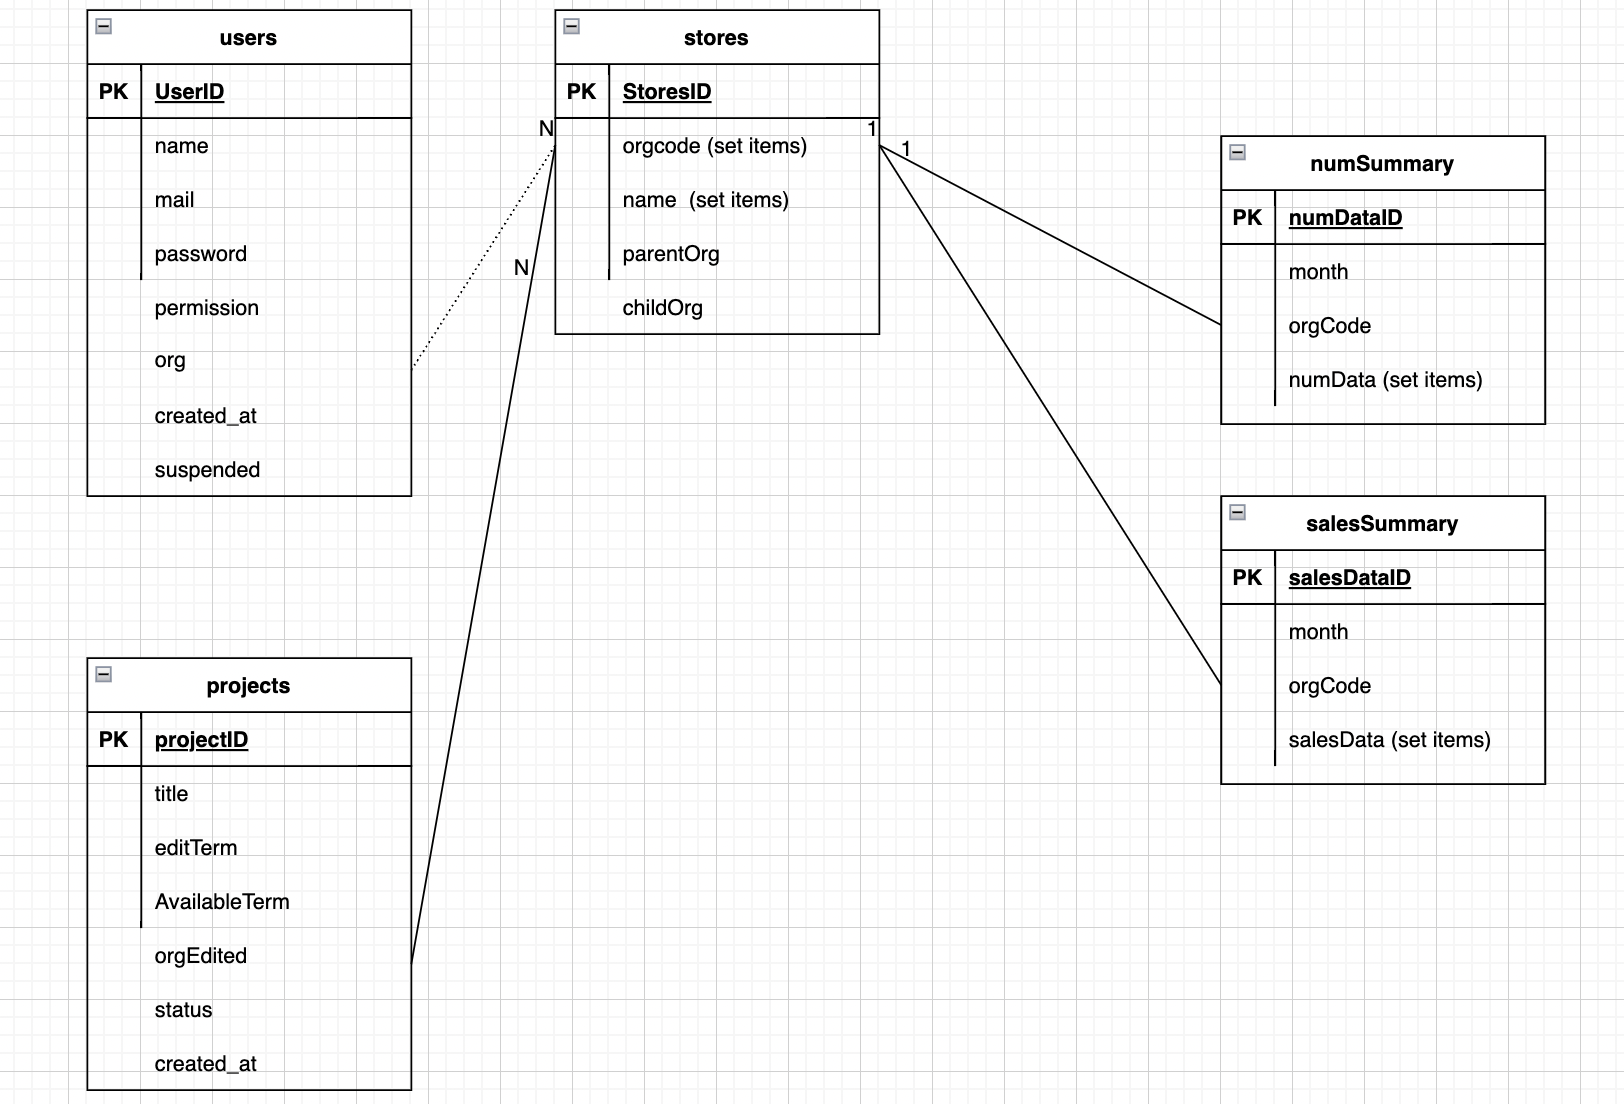 users
PK UserID
name
mail
password
permission
org
created_at
suspended
stores
PK StoresID
orgcode (set items)
name (set items)
parentOrg
childOrg
N
N
1
1
numSummary
PK numDataID
month
orgCode
numData (set items)
salesSummary
PK salesDataID
month
orgCode
salesData (set items)
projects
PK projectID
title
editTerm
AvailableTerm
orgEdited
status
created_at